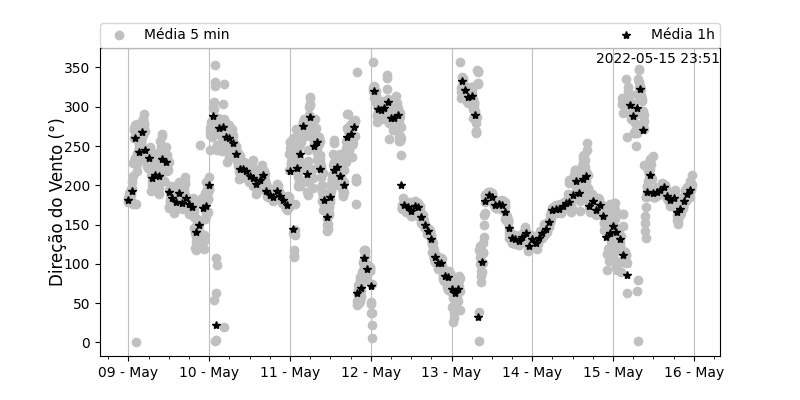 Média 5 min
Média 1h
2022-05-15 23:51
Direção do Vento (°)
350
300
250
200
150
100
50
0
09 - May
10 - May
11 - May
12 - May
13 - May
14 - May
15 - May
16 - May